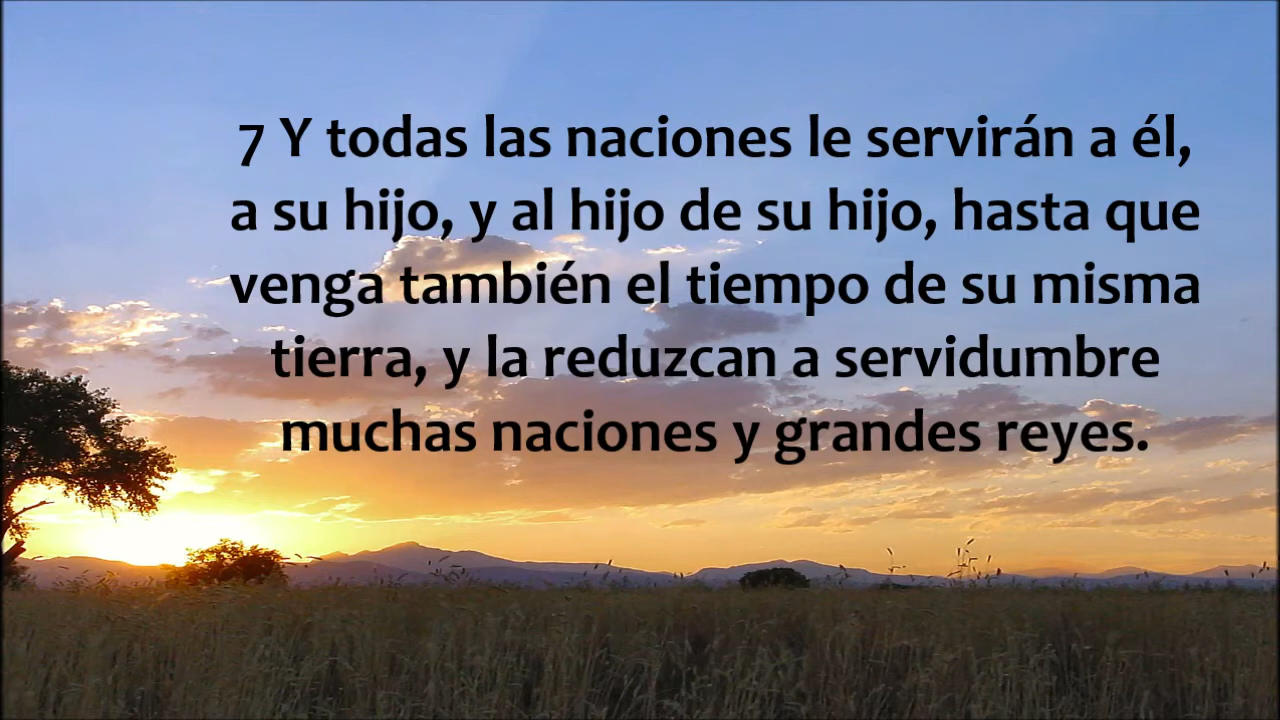 7 Y todas las naciones le servirán a él,
a su hijo, y al hijo de su hijo, hasta que
venga también el tiempo de su misma
tierra, y la reduzcan a servidumbre
muchas naciones y grandes reyes.